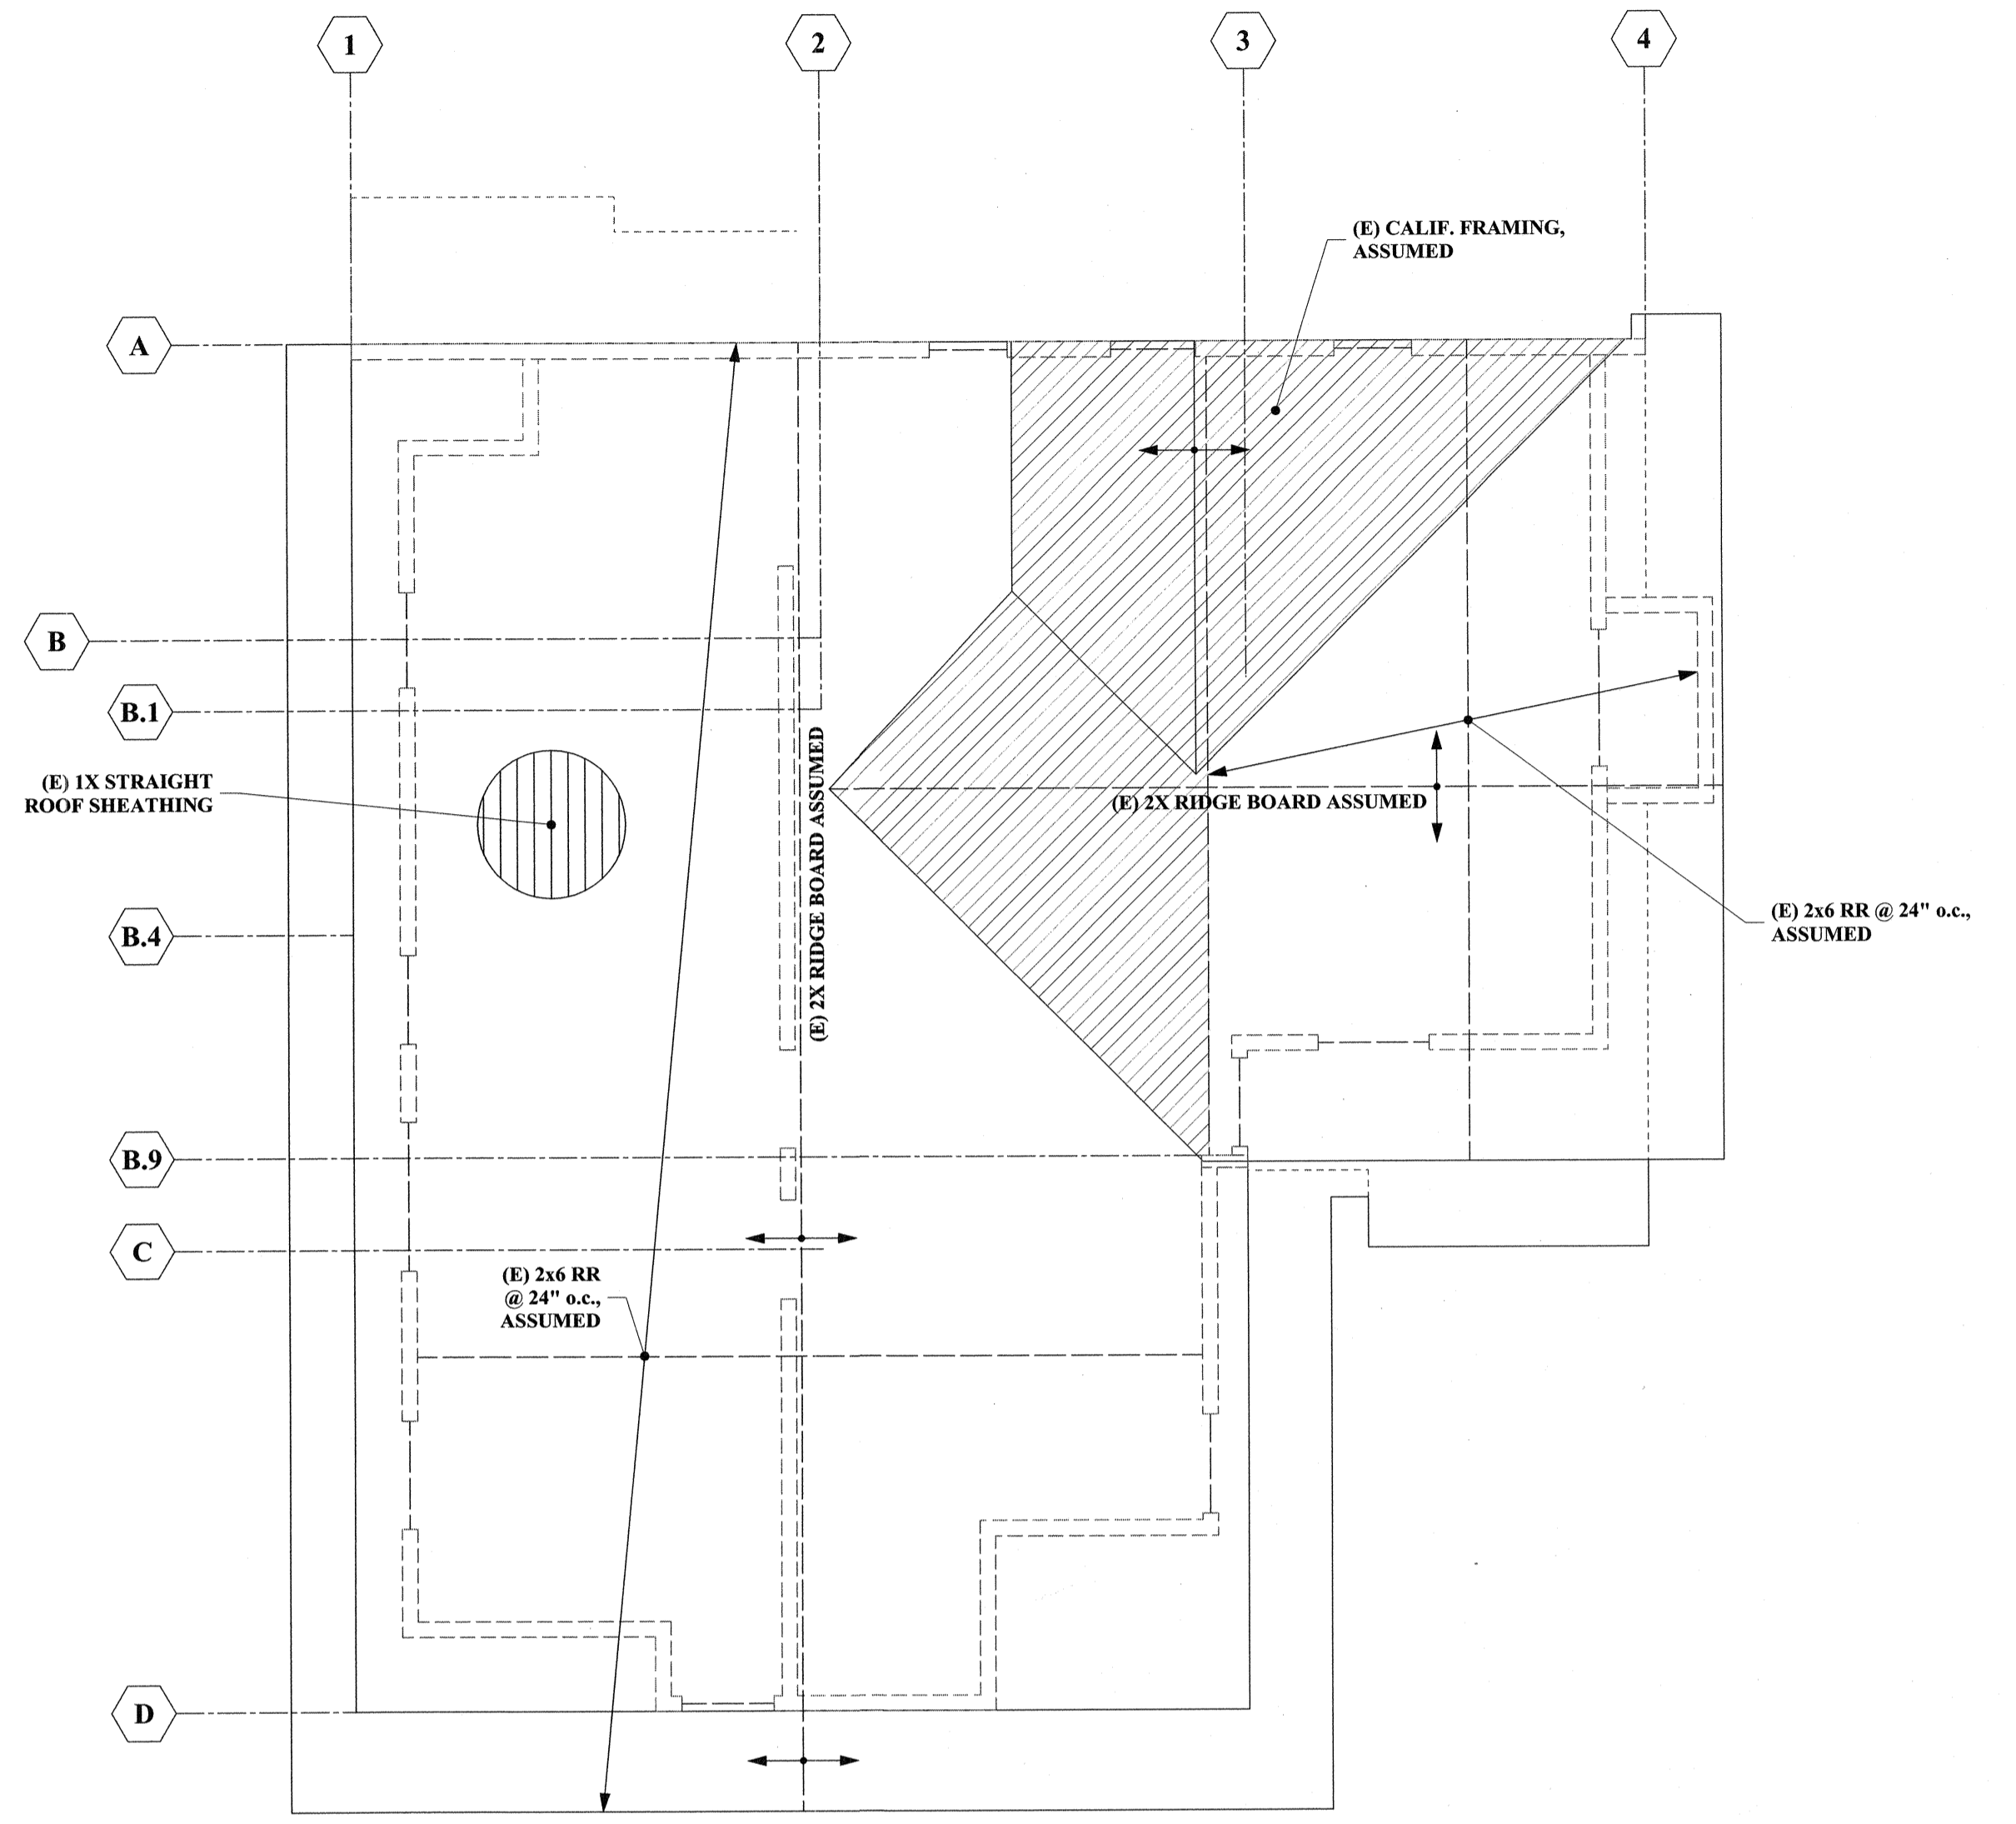 1
2
3
4
(E) CALIF. FRAMING,
ASSUMED
A
B
B.1
(E) 1X STRAIGHT
ROOF SHEATHING
(E) 2X RIDGE BOARD ASSUMED
(E) 2X RIDGE BOARD ASSUMED
(E) 2x6 RR @ 24" o.c.,
ASSUMED
B.4
B.9
C
(E) 2x6 RR
@ 24" o.c.,
ASSUMED
D